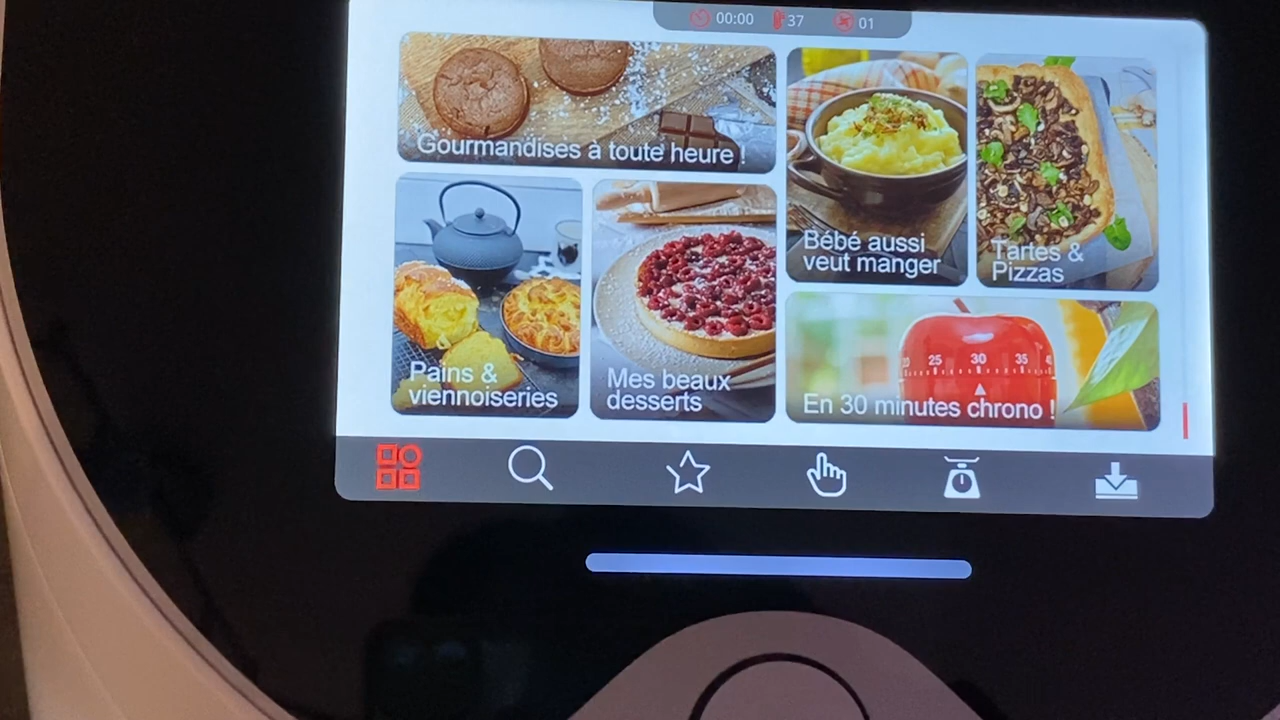 00:00 37 01
Gourmandises à toute heure !
Bébé aussi
veut manger
Tartes &
Pizzas
Pains &
viennoiseries
Mes beaux
desserts
25 30 35
En 30 minutes chrono !